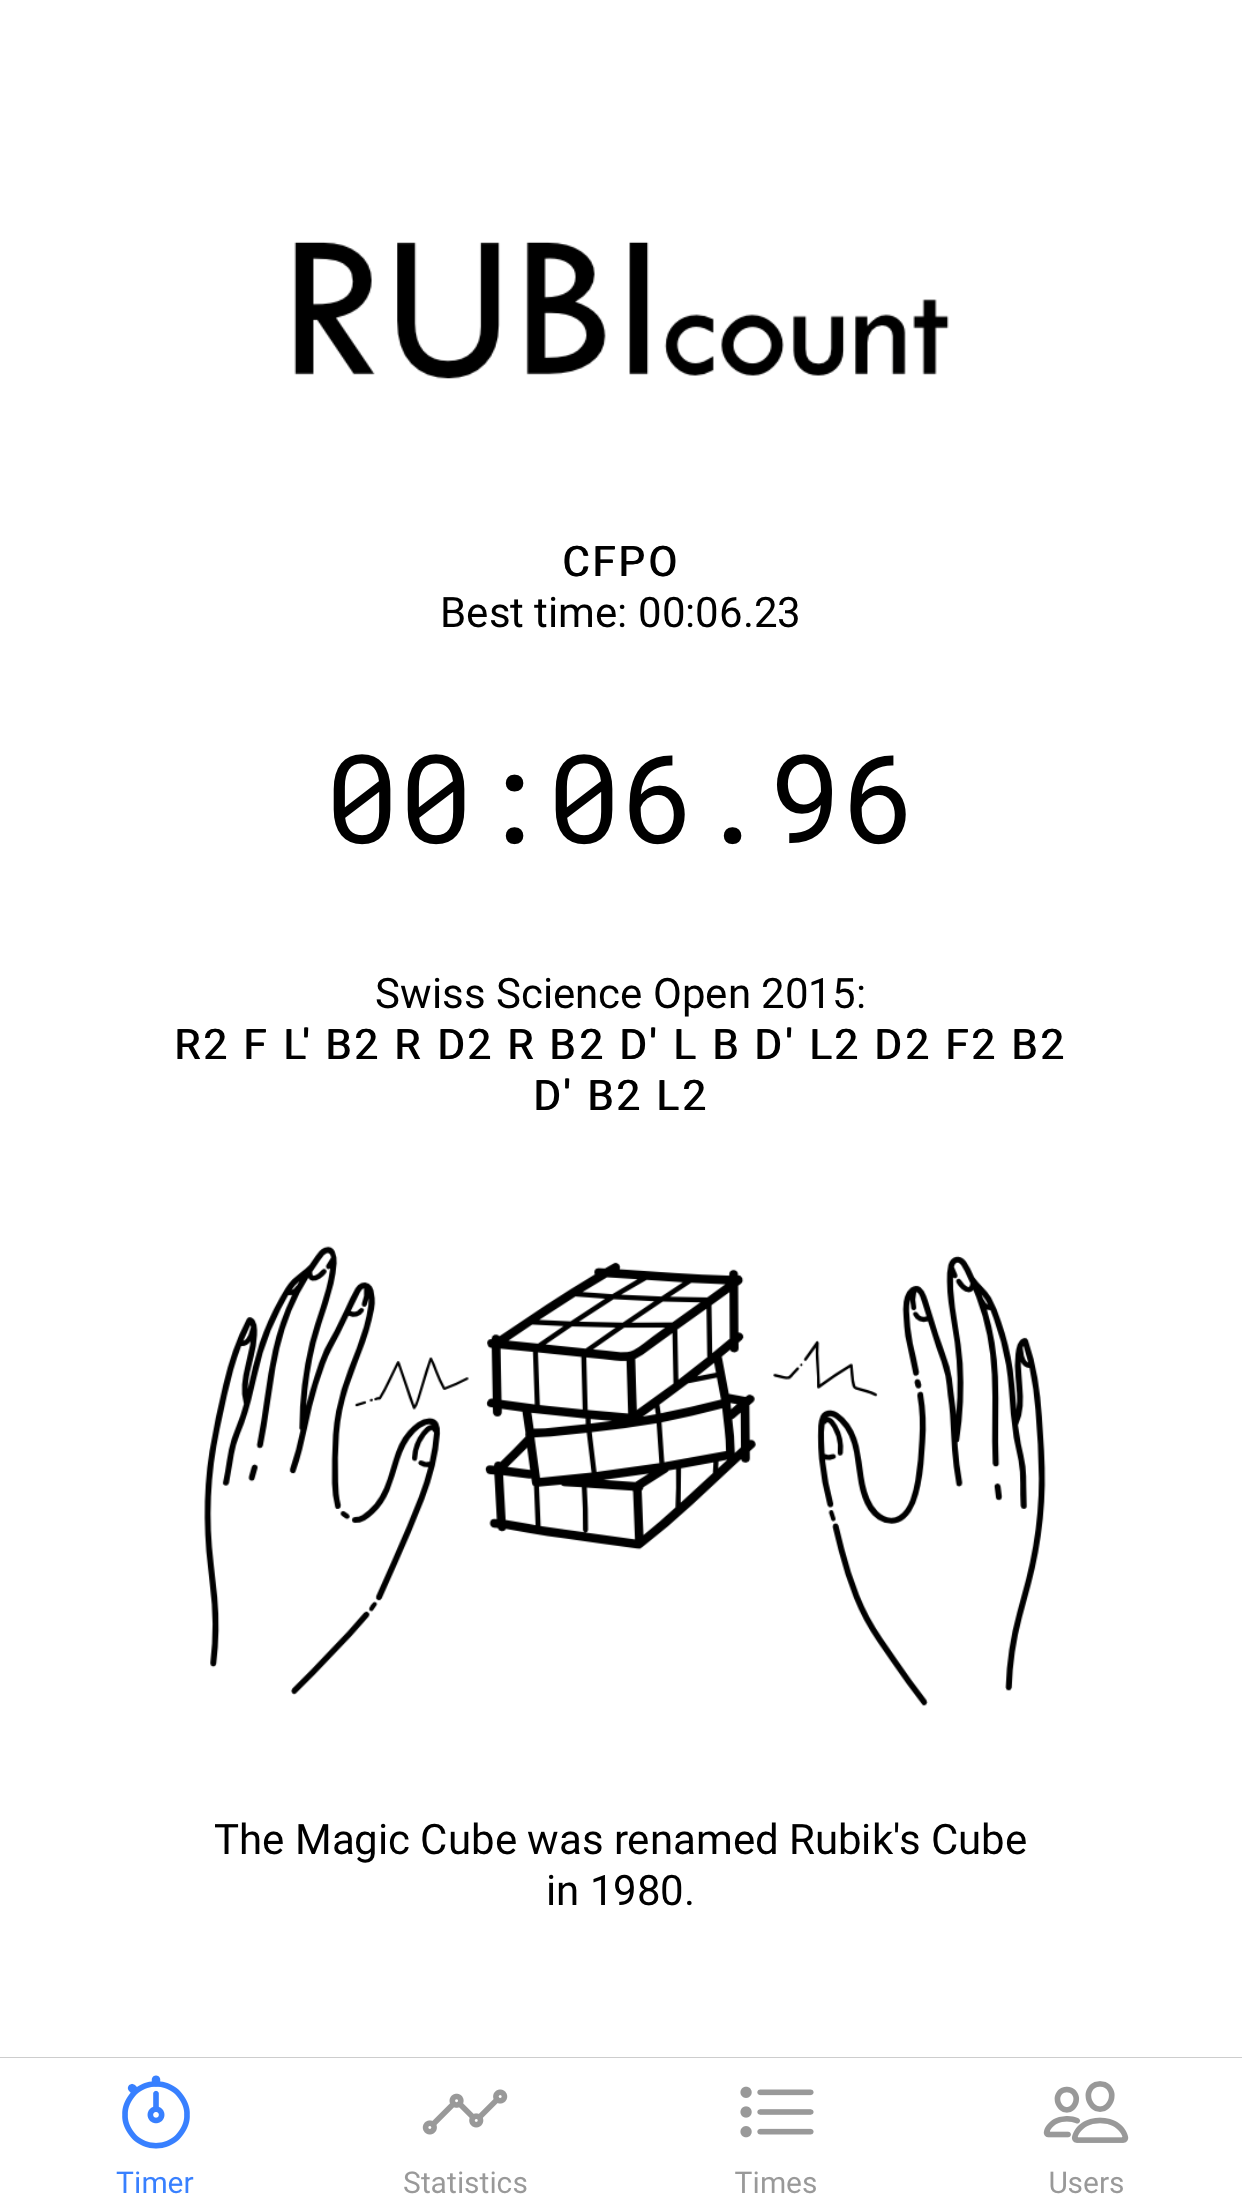 RUBIcount
CFPO
Best time: 00:06.23
00:06.96
Swiss Science Open 2015:
R2 F L' B2 R D2 R B2 D' L B D' L2 D2 F2 B2
D' B2 L2
The Magic Cube was renamed Rubik's Cube
in 1980.
Timer
Statistics
Times
Users